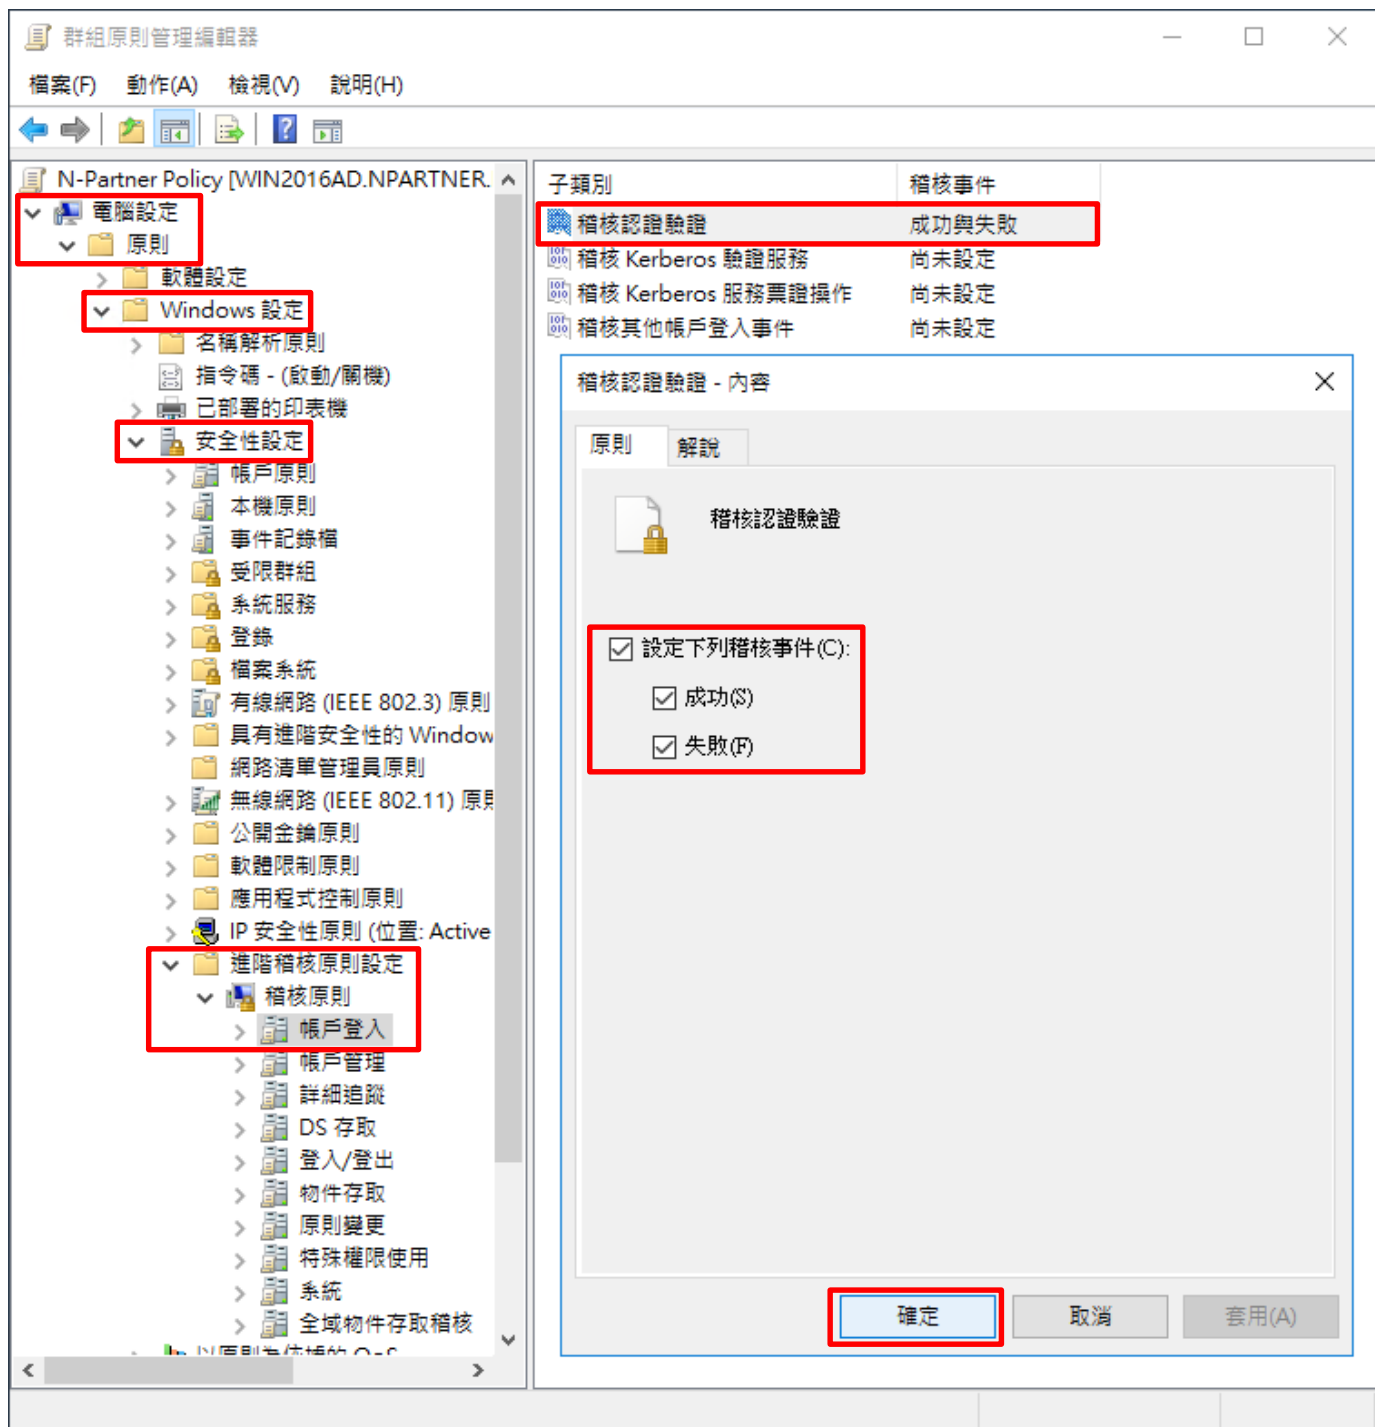 群組原則管理編輯器
檔案(F) 動作(A) 檢視(V) 說明(H)
N-Partner Policy [WIN2016AD.NPARTNER.
電腦設定
原則
軟體設定
Windows 設定
名稱解析原則
指令碼 - (啟動/關機)
已部署的印表機
安全性設定
帳戶原則
本機原則
事件記錄檔
受限群組
系統服務
登錄
檔案系統
有線網路 (IEEE 802.3) 原則
具有進階安全性的 Window
網路清單管理員原則
無線網路 (IEEE 802.11) 原則
公開金鑰原則
軟體限制原則
應用程式控制原則
IP 安全性原則 (位置: Active
進階稽核原則設定
稽核原則
帳戶登入
帳戶管理
詳細追蹤
DS 存取
登入/登出
物件存取
原則變更
特殊權限使用
系統
全域物件存取稽核
以原則為依據的 QoS
子類別 稽核事件
稽核認證驗證 成功與失敗
稽核 Kerberos 驗證服務 尚未設定
稽核 Kerberos 服務票證操作 尚未設定
稽核其他帳戶登入事件 尚未設定
稽核認證驗證 - 內容
原則 解說
稽核認證驗證
設定下列稽核事件(C):
成功(S)
失敗(F)
確定 取消 套用(A)